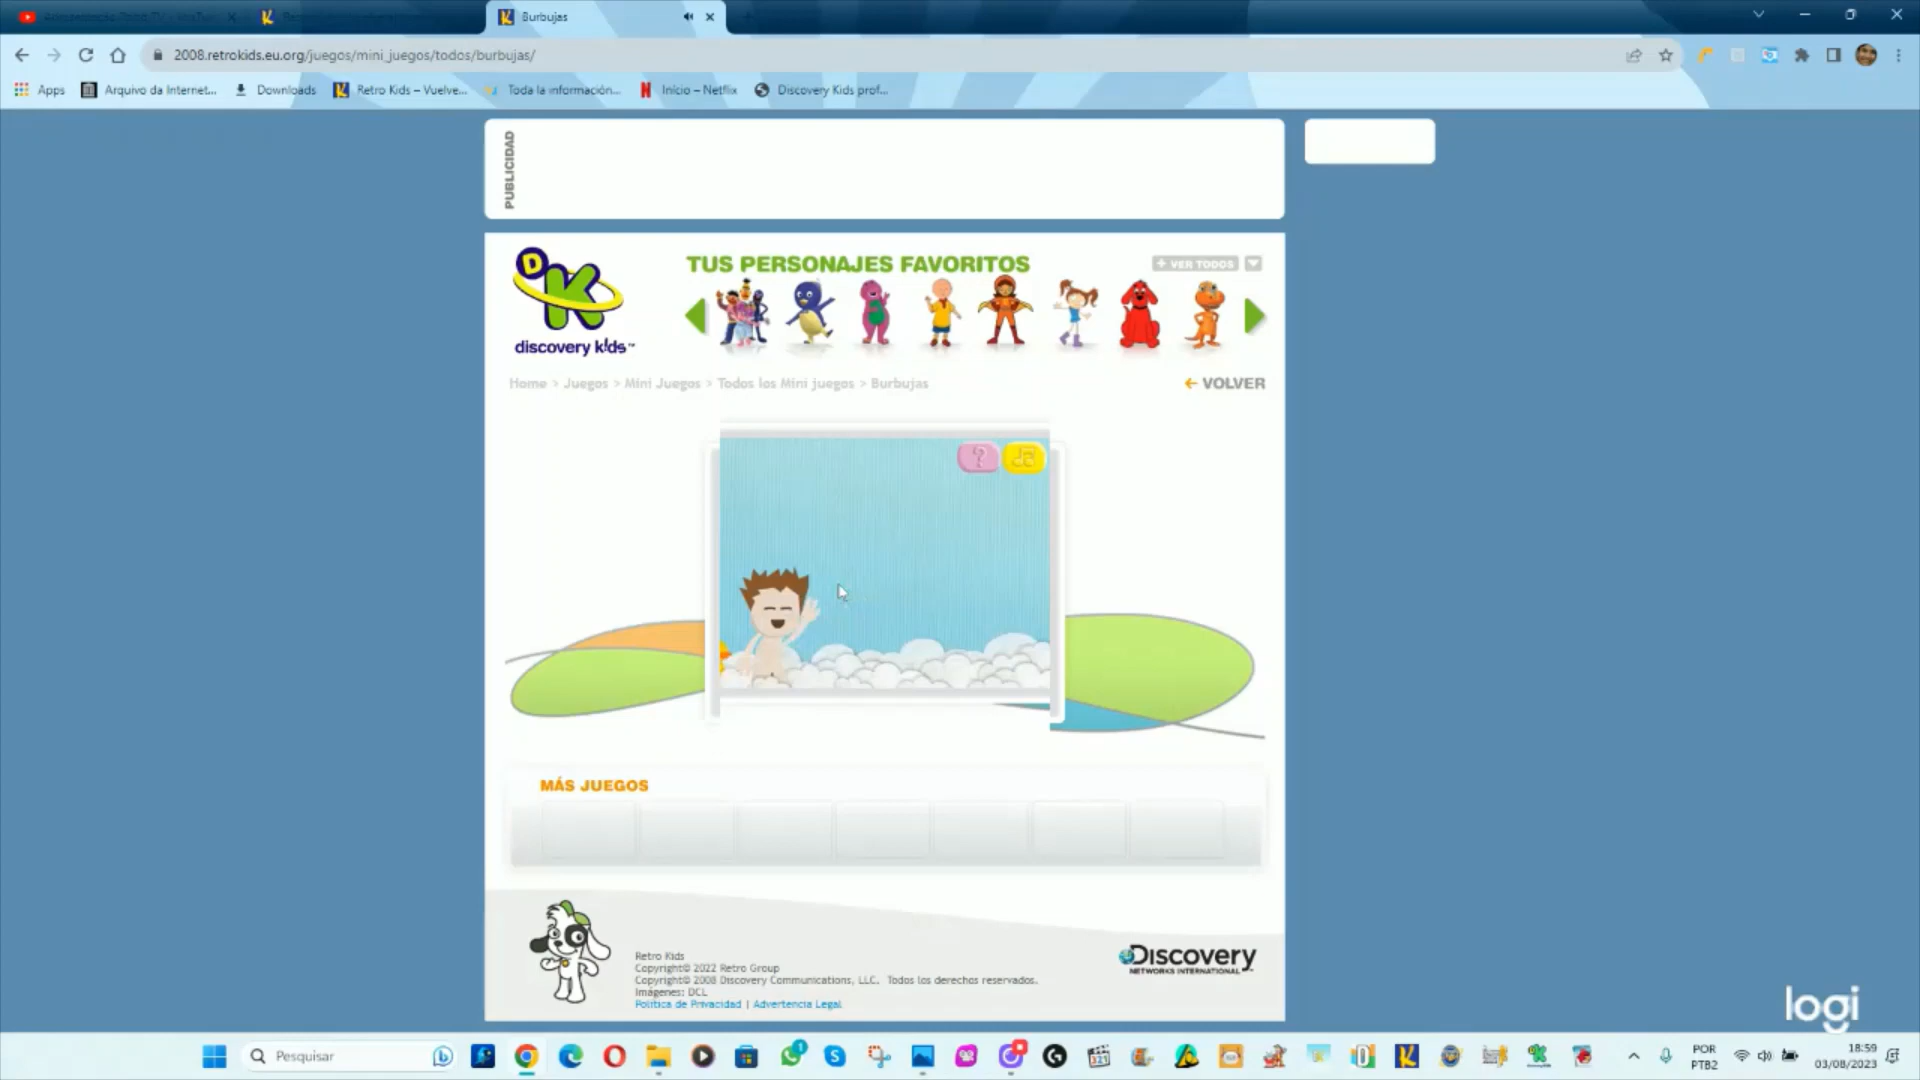 Burbujas
2008.retrokids.eu.org/juegos/mini_juegos/todos/burbujas/
Apps
Arquivo da Internet...
Downloads
Retro Kids – Vuelve...
Toda la información...
Início – Netflix
Discovery Kids prof...
PUBLICIDAD
D K
discovery k!ds™
TUS PERSONAJES FAVORITOS
+ VER TODOS
Home > Juegos > Mini Juegos > Todos los Mini juegos > Burbujas
← VOLVER
?
MÁS JUEGOS
Retro Kids
Copyright© 2022 Retro Group
Copyright© 2008 Discovery Communications, LLC. Todos los derechos reservados.
Imágenes: DCL
Política de Privacidad | Advertencia Legal
Discovery
NETWORKS INTERNATIONAL
logi
Pesquisar
1
POR
PTB2
18:59
03/08/2023